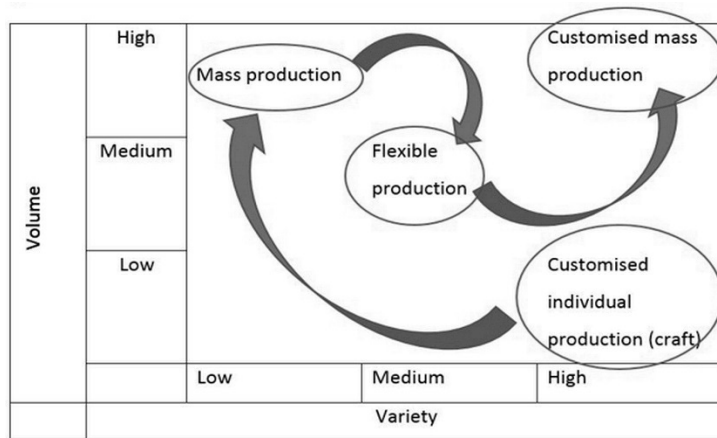 High
Mass production
Customised mass
production
Medium
Flexible
production
Volume
Low
Customised
individual
production (craft)
Low
Medium
High
Variety